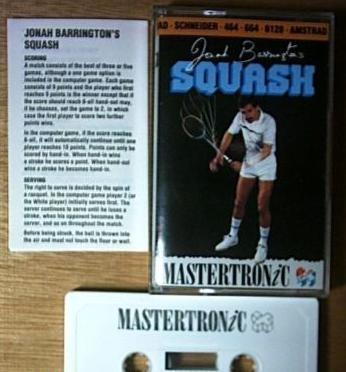 JONAH BARRINGTON'S
SQUASH
SCORING
A match consists of the best of three or five
games, although a one game option is
included in the computer game. Each game
consists of 9 points and the player who first
reaches 9 points is the winner except that if
the score should reach 8-all hand-out may,
if he chooses, set the game to 2, in which
case the first player to score two further
points wins.
In the computer game, if the score reaches
8-all, it will automatically continue until one
player reaches 10 points. Points can only be
scored by hand-in. When hand-in wins
a stroke he scores a point. When hand-out
wins a stroke he becomes hand-in.
SERVING
The right to serve is decided by the spin of
a racquet. In the computer game player 2 (or
the White player) initially serves first. The
server continues to serve until he loses a
stroke, when his opponent becomes the
server, and so on throughout the match.
Before being struck, the ball is thrown into
the air and must not touch the floor or wall.
AD · SCHNEIDER · 464 · 664 · 6128 · AMSTRAD
Jonah Barrington's
SQUASH
MASTERTRONIC
MASTERTRONIC